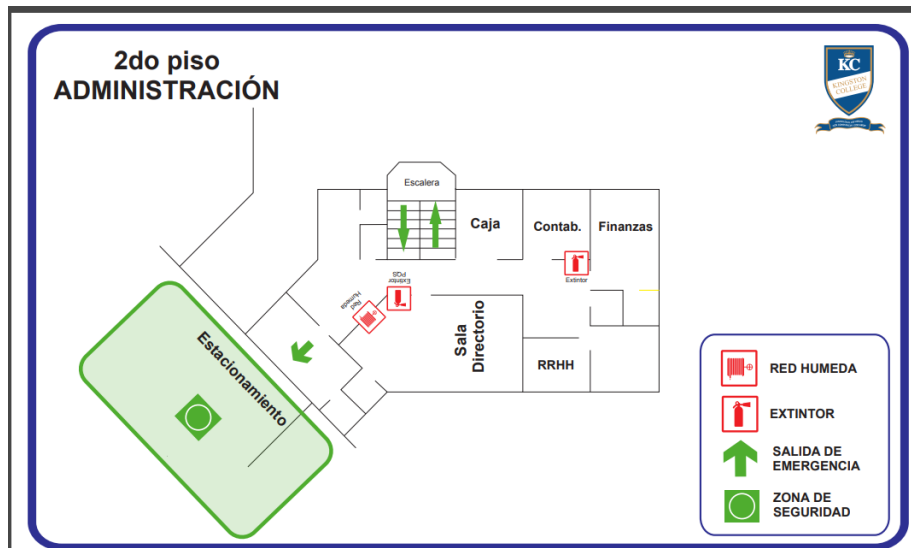 2do piso
ADMINISTRACIÓN
KC
KINGSTON
COLLEGE
Escalera
Caja
Contab.
Finanzas
Extintor
PQS
Extintor
Red
Humeda
Sala
Directorio
RRHH
Estacionamiento
RED HUMEDA
EXTINTOR
SALIDA DE
EMERGENCIA
ZONA DE
SEGURIDAD